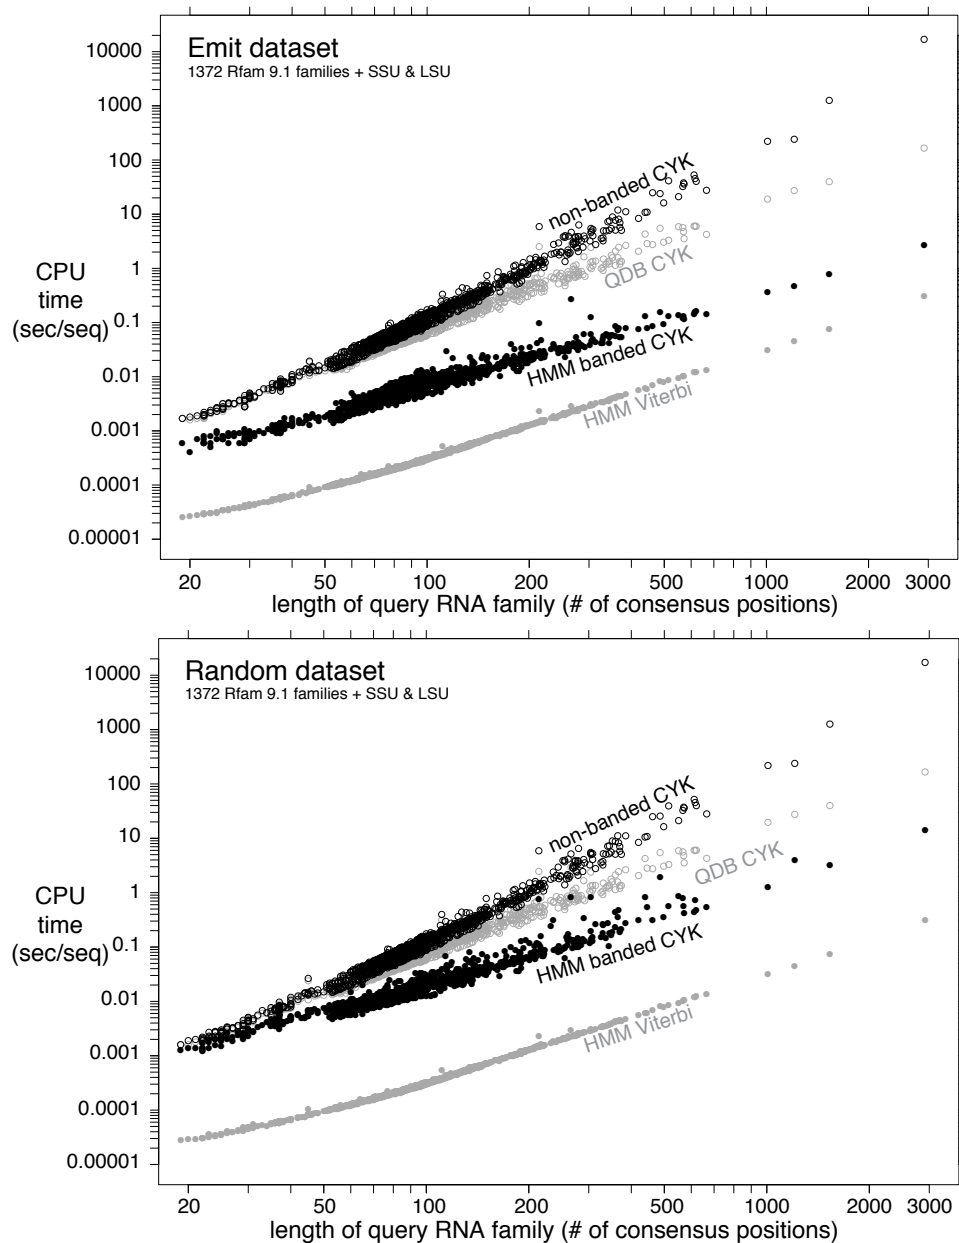 Emit dataset
1372 Rfam 9.1 families + SSU & LSU
10000
1000
100
10
1
0.1
0.01
0.001
0.0001
0.00001
CPU
time
(sec/seq)
non-banded CYK
QDB CYK
HMM banded CYK
HMM Viterbi
20 50 100 200 500 1000 2000 3000
length of query RNA family (# of consensus positions)
Random dataset
1372 Rfam 9.1 families + SSU & LSU
10000
1000
100
10
1
0.1
0.01
0.001
0.0001
0.00001
CPU
time
(sec/seq)
non-banded CYK
QDB CYK
HMM banded CYK
HMM Viterbi
20 50 100 200 500 1000 2000 3000
length of query RNA family (# of consensus positions)